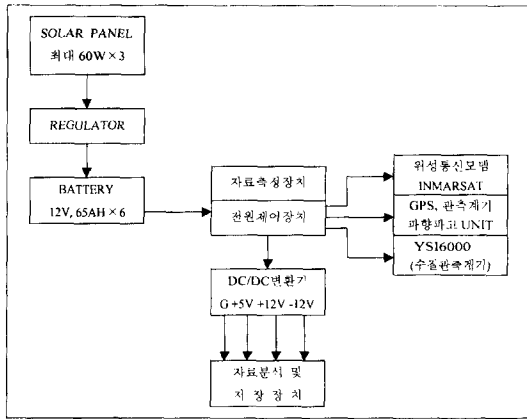 SOLAR PANEL
최대 60W×3
REGULATOR
BATTERY
12V, 65AH×6
자료측정장치
전원제어장치
위성통신모뎀
INMARSAT
GPS, 관측계기
파향파고 UNIT
YSI6000
(수질관측계기)
DC/DC변환기
G +5V +12V -12V
자료분석 및
저장장치